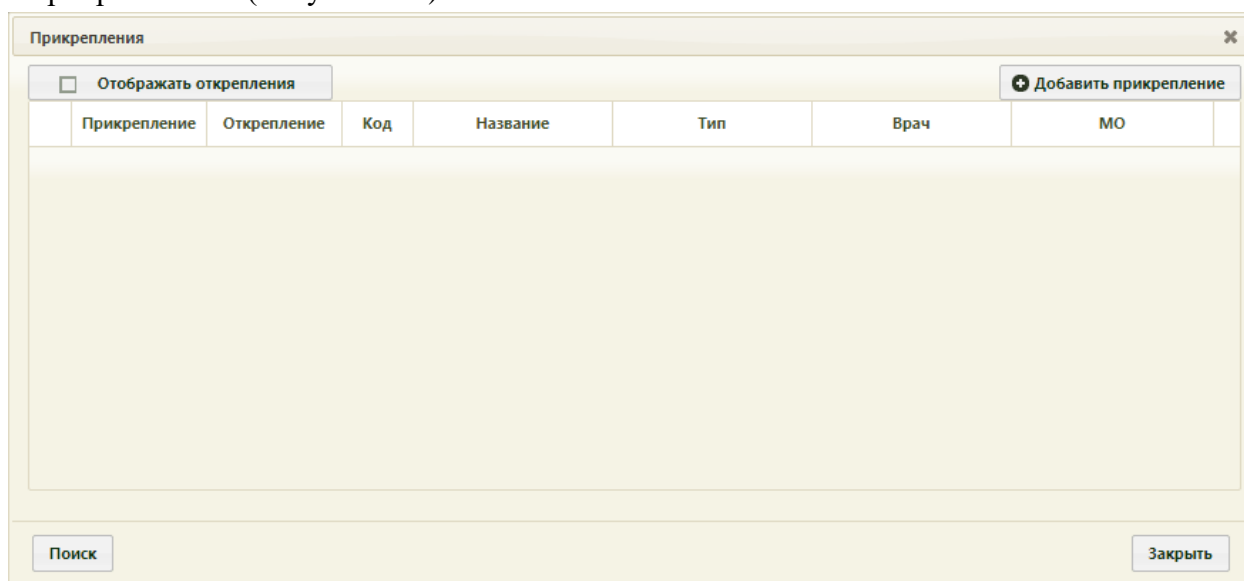 Прикрепления
Отображать открепления
Добавить прикрепление
Прикрепление Открепление Код Название Тип Врач МО
Поиск
Закрыть